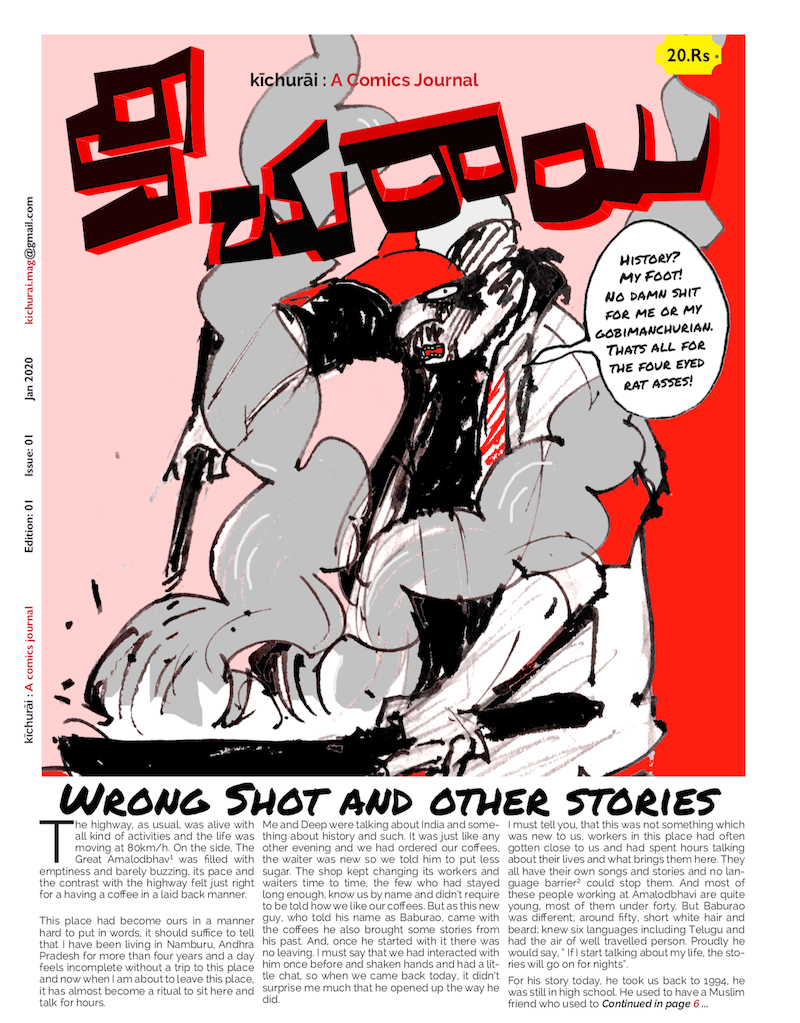 20.Rs
kīchurāi : A Comics Journal
kichurai.mag@gmail.com
Jan 2020
Issue: 01
Edition: 01
kīchurāi : A comics journal
History?
My Foot!
No damn shit
for me or my
gobimanchurian.
Thats all for
the four eyed
rat asses!
Wrong Shot and other stories
The highway, as usual, was alive with
all kind of activities and the life was
moving at 80km/h. On the side, The
Great Amalodbhav¹ was filled with
emptiness and barely buzzing, its pace and
the contrast with the highway felt just right
for a having a coffee in a laid back manner.
This place had become ours in a manner
hard to put in words, it should suffice to tell
that I have been living in Namburu, Andhra
Pradesh for more than four years and a day
feels incomplete without a trip to this place
and now when I am about to leave this place,
it has almost become a ritual to sit here and
talk for hours.
Me and Deep were talking about India and some-
thing about history and such. It was just like any
other evening and we had ordered our coffees,
the waiter was new so we told him to put less
sugar. The shop kept changing its workers and
waiters time to time, the few who had stayed
long enough, know us by name and didn't require
to be told how we like our coffees. But as this new
guy, who told his name as Baburao, came with
the coffees he also brought some stories from
his past. And, once he started with it there was
no leaving. I must say that we had interacted with
him once before and shaken hands and had a lit-
tle chat, so when we came back today, it didn't
surprise me much that he opened up the way he
did.
I must tell you, that this was not something which
was new to us, workers in this place had often
gotten close to us and had spent hours talking
about their lives and what brings them here. They
all have their own songs and stories and no lan-
guage barrier² could stop them. And most of
these people working at Amalodbhavi are quite
young, most of them under forty. But Baburao
was different; around fifty, short white hair and
beard; knew six languages including Telugu and
had the air of well travelled person. Proudly he
would say, " If I start talking about my life, the sto-
ries will go on for nights".
For his story today, he took us back to 1994, he
was still in high school. He used to have a Muslim
friend who used to Continued in page 6 ...